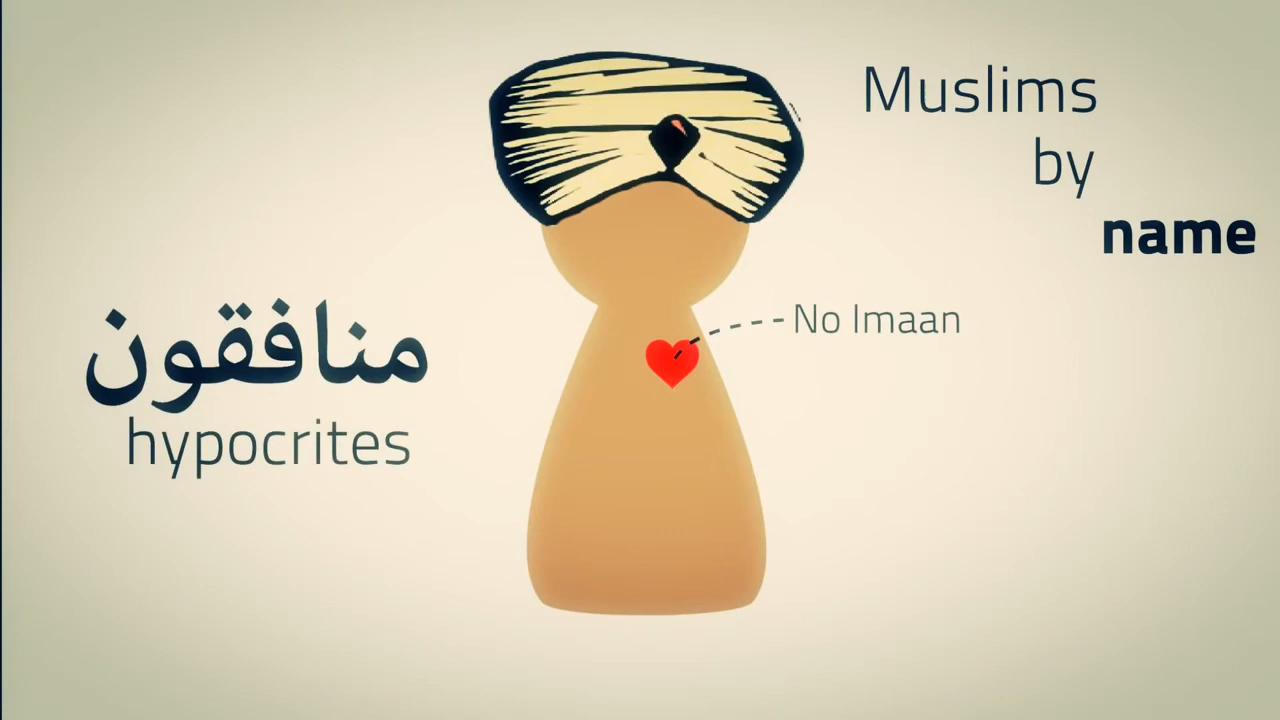 Muslims
by
name
No Imaan
منافقون
hypocrites